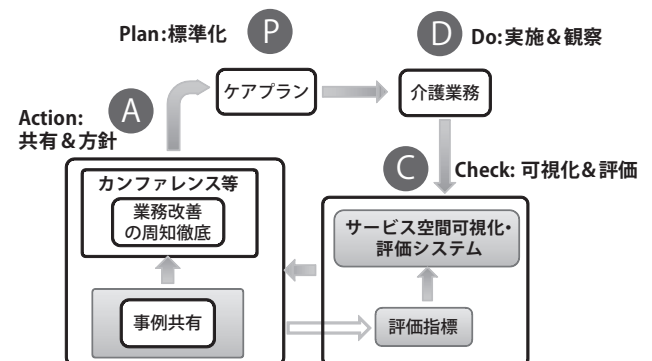 Plan:標準化
P
D
Do:実施＆観察
ケアプラン
介護業務
A
Action:
共有＆方針
C
Check: 可視化＆評価
カンファレンス等
業務改善
の周知徹底
サービス空間可視化・
評価システム
事例共有
評価指標